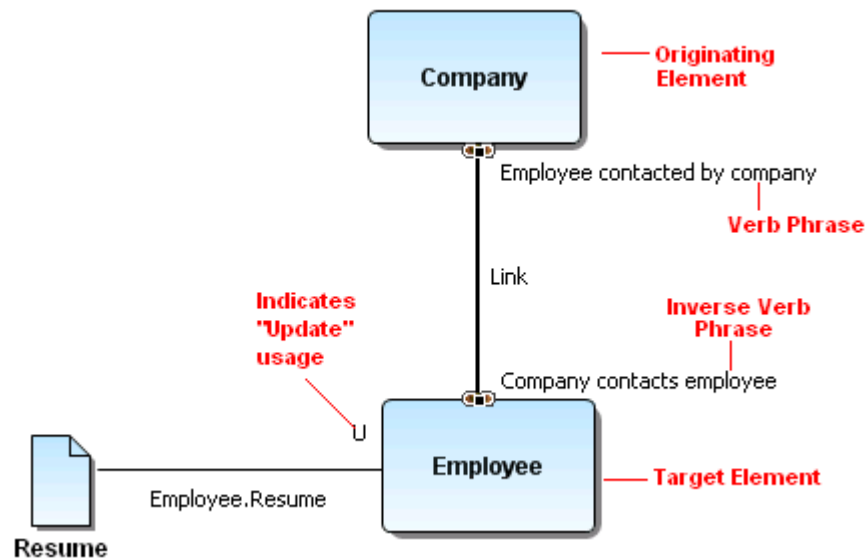 Company
Originating
Element
Employee contacted by company
Verb Phrase
Link
Indicates
"Update"
usage
Inverse Verb
Phrase
Company contacts employee
U
Employee
Target Element
Employee.Resume
Resume